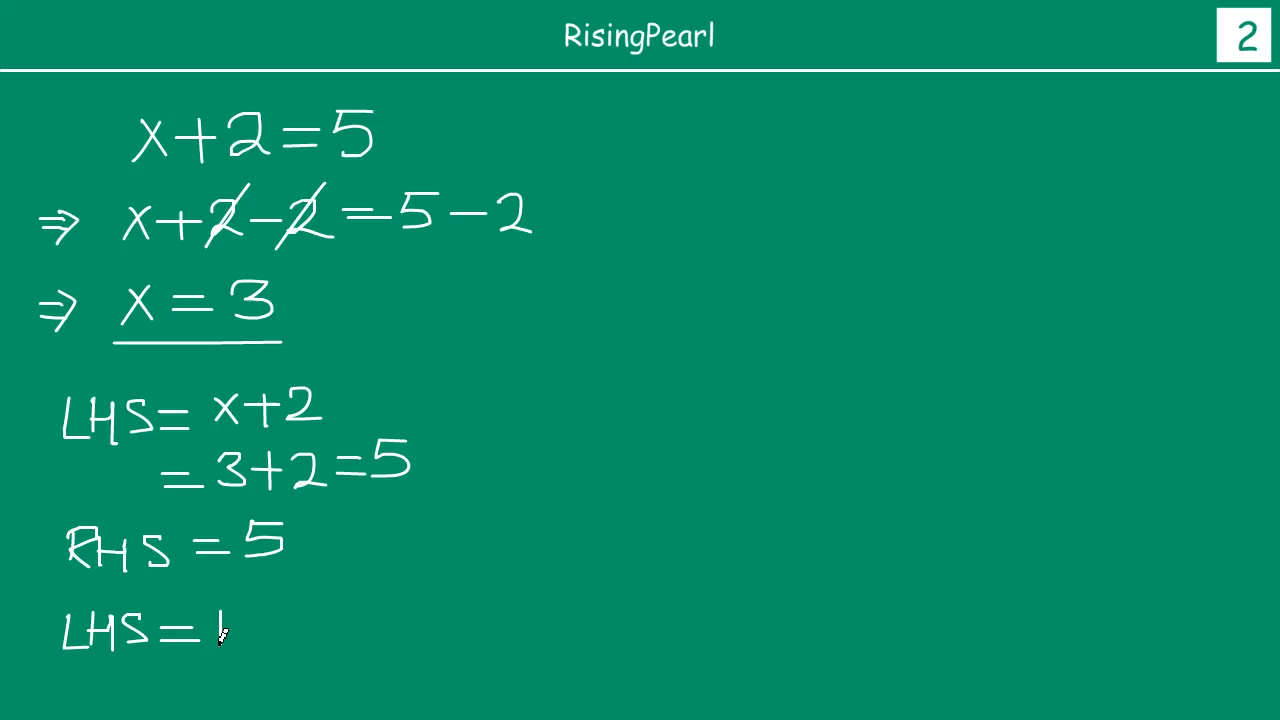 RisingPearl
2
x+2=5
⇒ x+2-2=5-2
⇒ x=3
LHS= x+2
= 3+2=5
RHS =5
LHS=